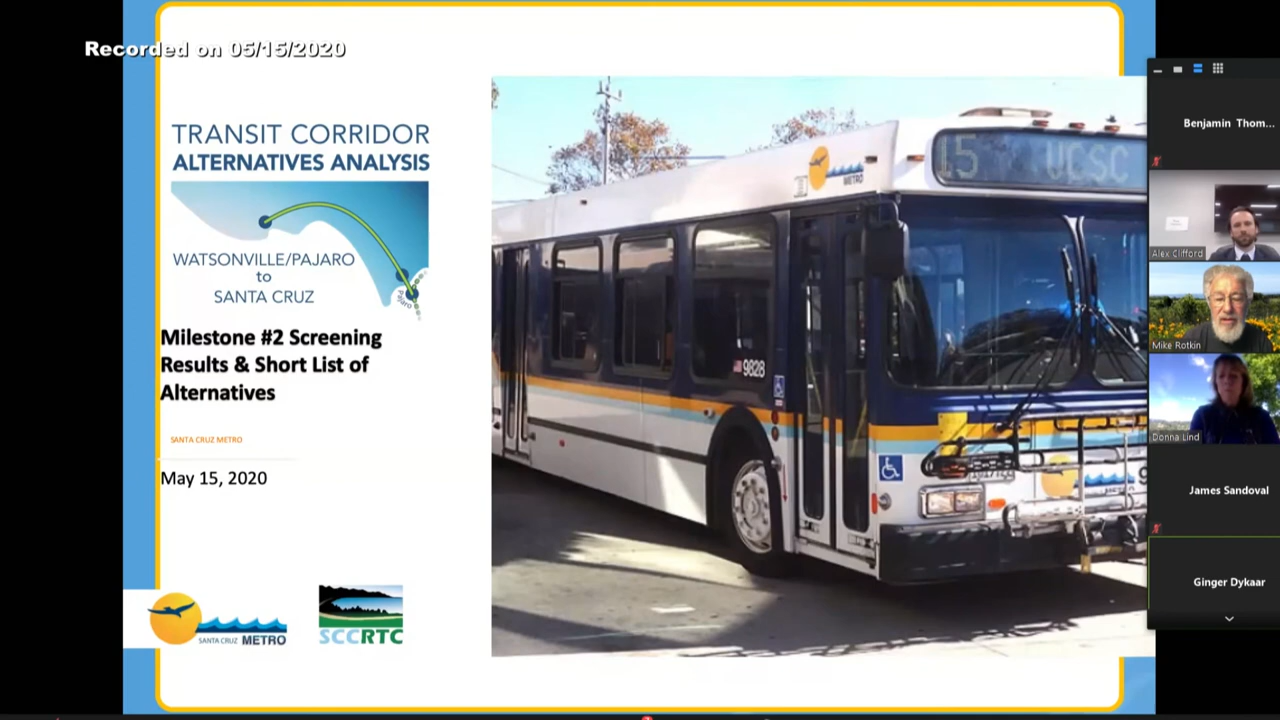 Recorded on 05/15/2020
TRANSIT CORRIDOR
ALTERNATIVES ANALYSIS
WATSONVILLE/PAJARO
to
SANTA CRUZ
Pajaro
Milestone #2 Screening
Results & Short List of
Alternatives
SANTA CRUZ METRO
May 15, 2020
SANTA CRUZ METRO
SCCRTC
15 UCSC
METRO
9828
Benjamin Thom...
Alex Clifford
Mike Rotkin
Donna Lind
James Sandoval
Ginger Dykaar